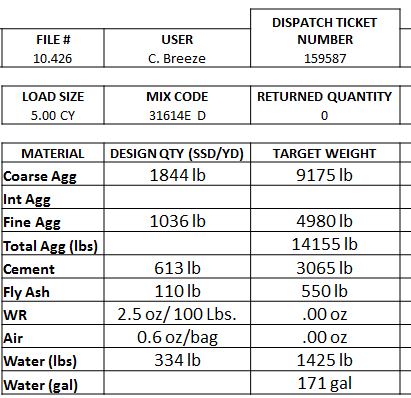 DISPATCH TICKET
FILE # USER NUMBER
10.426 C. Breeze 159587
LOAD SIZE MIX CODE RETURNED QUANTITY
5.00 CY 31614E D 0
MATERIAL DESIGN QTY (SSD/YD) TARGET WEIGHT
Coarse Agg 1844 lb 9175 lb
Int Agg
Fine Agg 1036 lb 4980 lb
Total Agg (lbs) 14155 lb
Cement 613 lb 3065 lb
Fly Ash 110 lb 550 lb
WR 2.5 oz/ 100 Lbs. .00 oz
Air 0.6 oz/bag .00 oz
Water (lbs) 334 lb 1425 lb
Water (gal) 171 gal